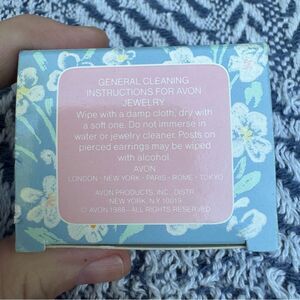 GENERAL CLEANING
INSTRUCTIONS FOR AVON
JEWELRY
Wipe with a damp cloth, dry with
a soft one. Do not immerse in
water or jewelry cleaner. Posts on
pierced earrings may be wiped
with alcohol.
AVON
LONDON • NEW YORK • PARIS • ROME • TOKYO
AVON PRODUCTS, INC., DISTR.
NEW YORK, N.Y. 10019
© AVON 1988—ALL RIGHTS RESERVED